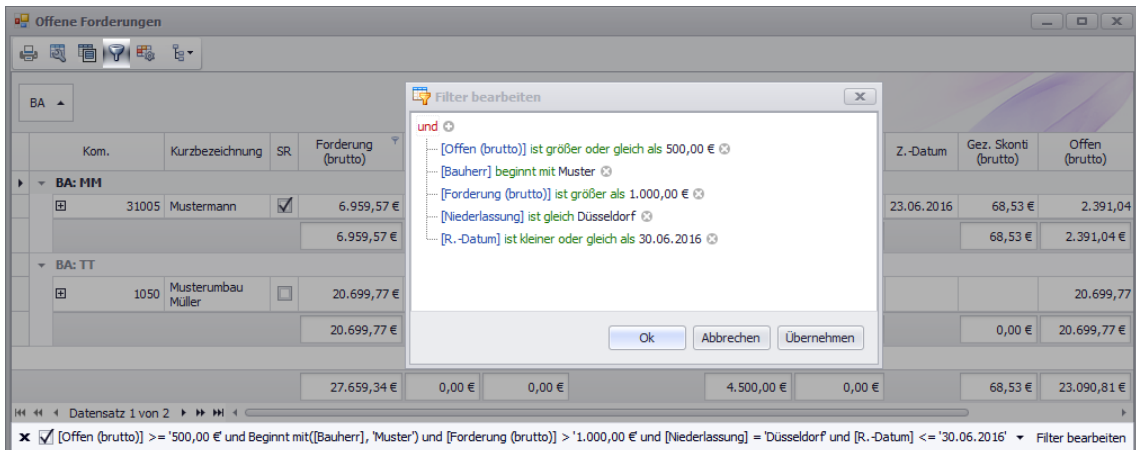 Offene Forderungen
BA
Filter bearbeiten
und
[Offen (brutto)] ist größer oder gleich als 500,00 €
[Bauherr] beginnt mit Muster
[Forderung (brutto)] ist größer als 1.000,00 €
[Niederlassung] ist gleich Düsseldorf
[R.-Datum] ist kleiner oder gleich als 30.06.2016
Ok Abbrechen Übernehmen
Kom. Kurzbezeichnung SR Forderung (brutto) Z.-Datum Gez. Skonti (brutto) Offen (brutto)
BA: MM
31005 Mustermann 6.959,57 € 23.06.2016 68,53 € 2.391,04
6.959,57 € 68,53 € 2.391,04 €
BA: TT
1050 Musterumbau Müller 20.699,77 € 20.699,77
20.699,77 € 0,00 € 20.699,77 €
27.659,34 € 0,00 € 0,00 € 4.500,00 € 0,00 € 68,53 € 23.090,81 €
Datensatz 1 von 2
[Offen (brutto)] >= '500,00 €' und Beginnt mit([Bauherr], 'Muster') und [Forderung (brutto)] > '1.000,00 €' und [Niederlassung] = 'Düsseldorf' und [R.-Datum] <= '30.06.2016' Filter bearbeiten